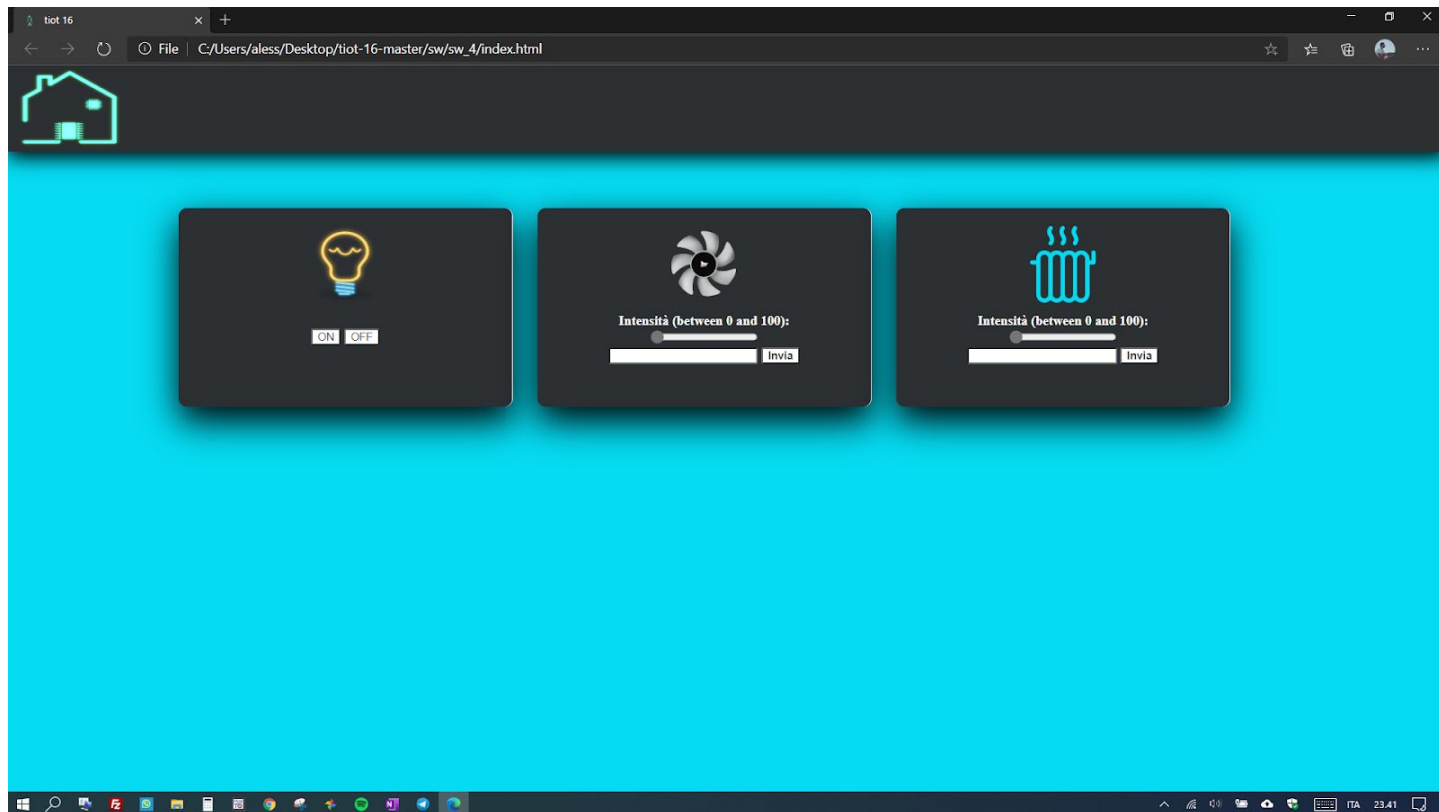 tiot 16
File C:/Users/aless/Desktop/tiot-16-master/sw/sw_4/index.html
ON OFF
Intensità (between 0 and 100):
Invia
Intensità (between 0 and 100):
Invia
ITA 23.41